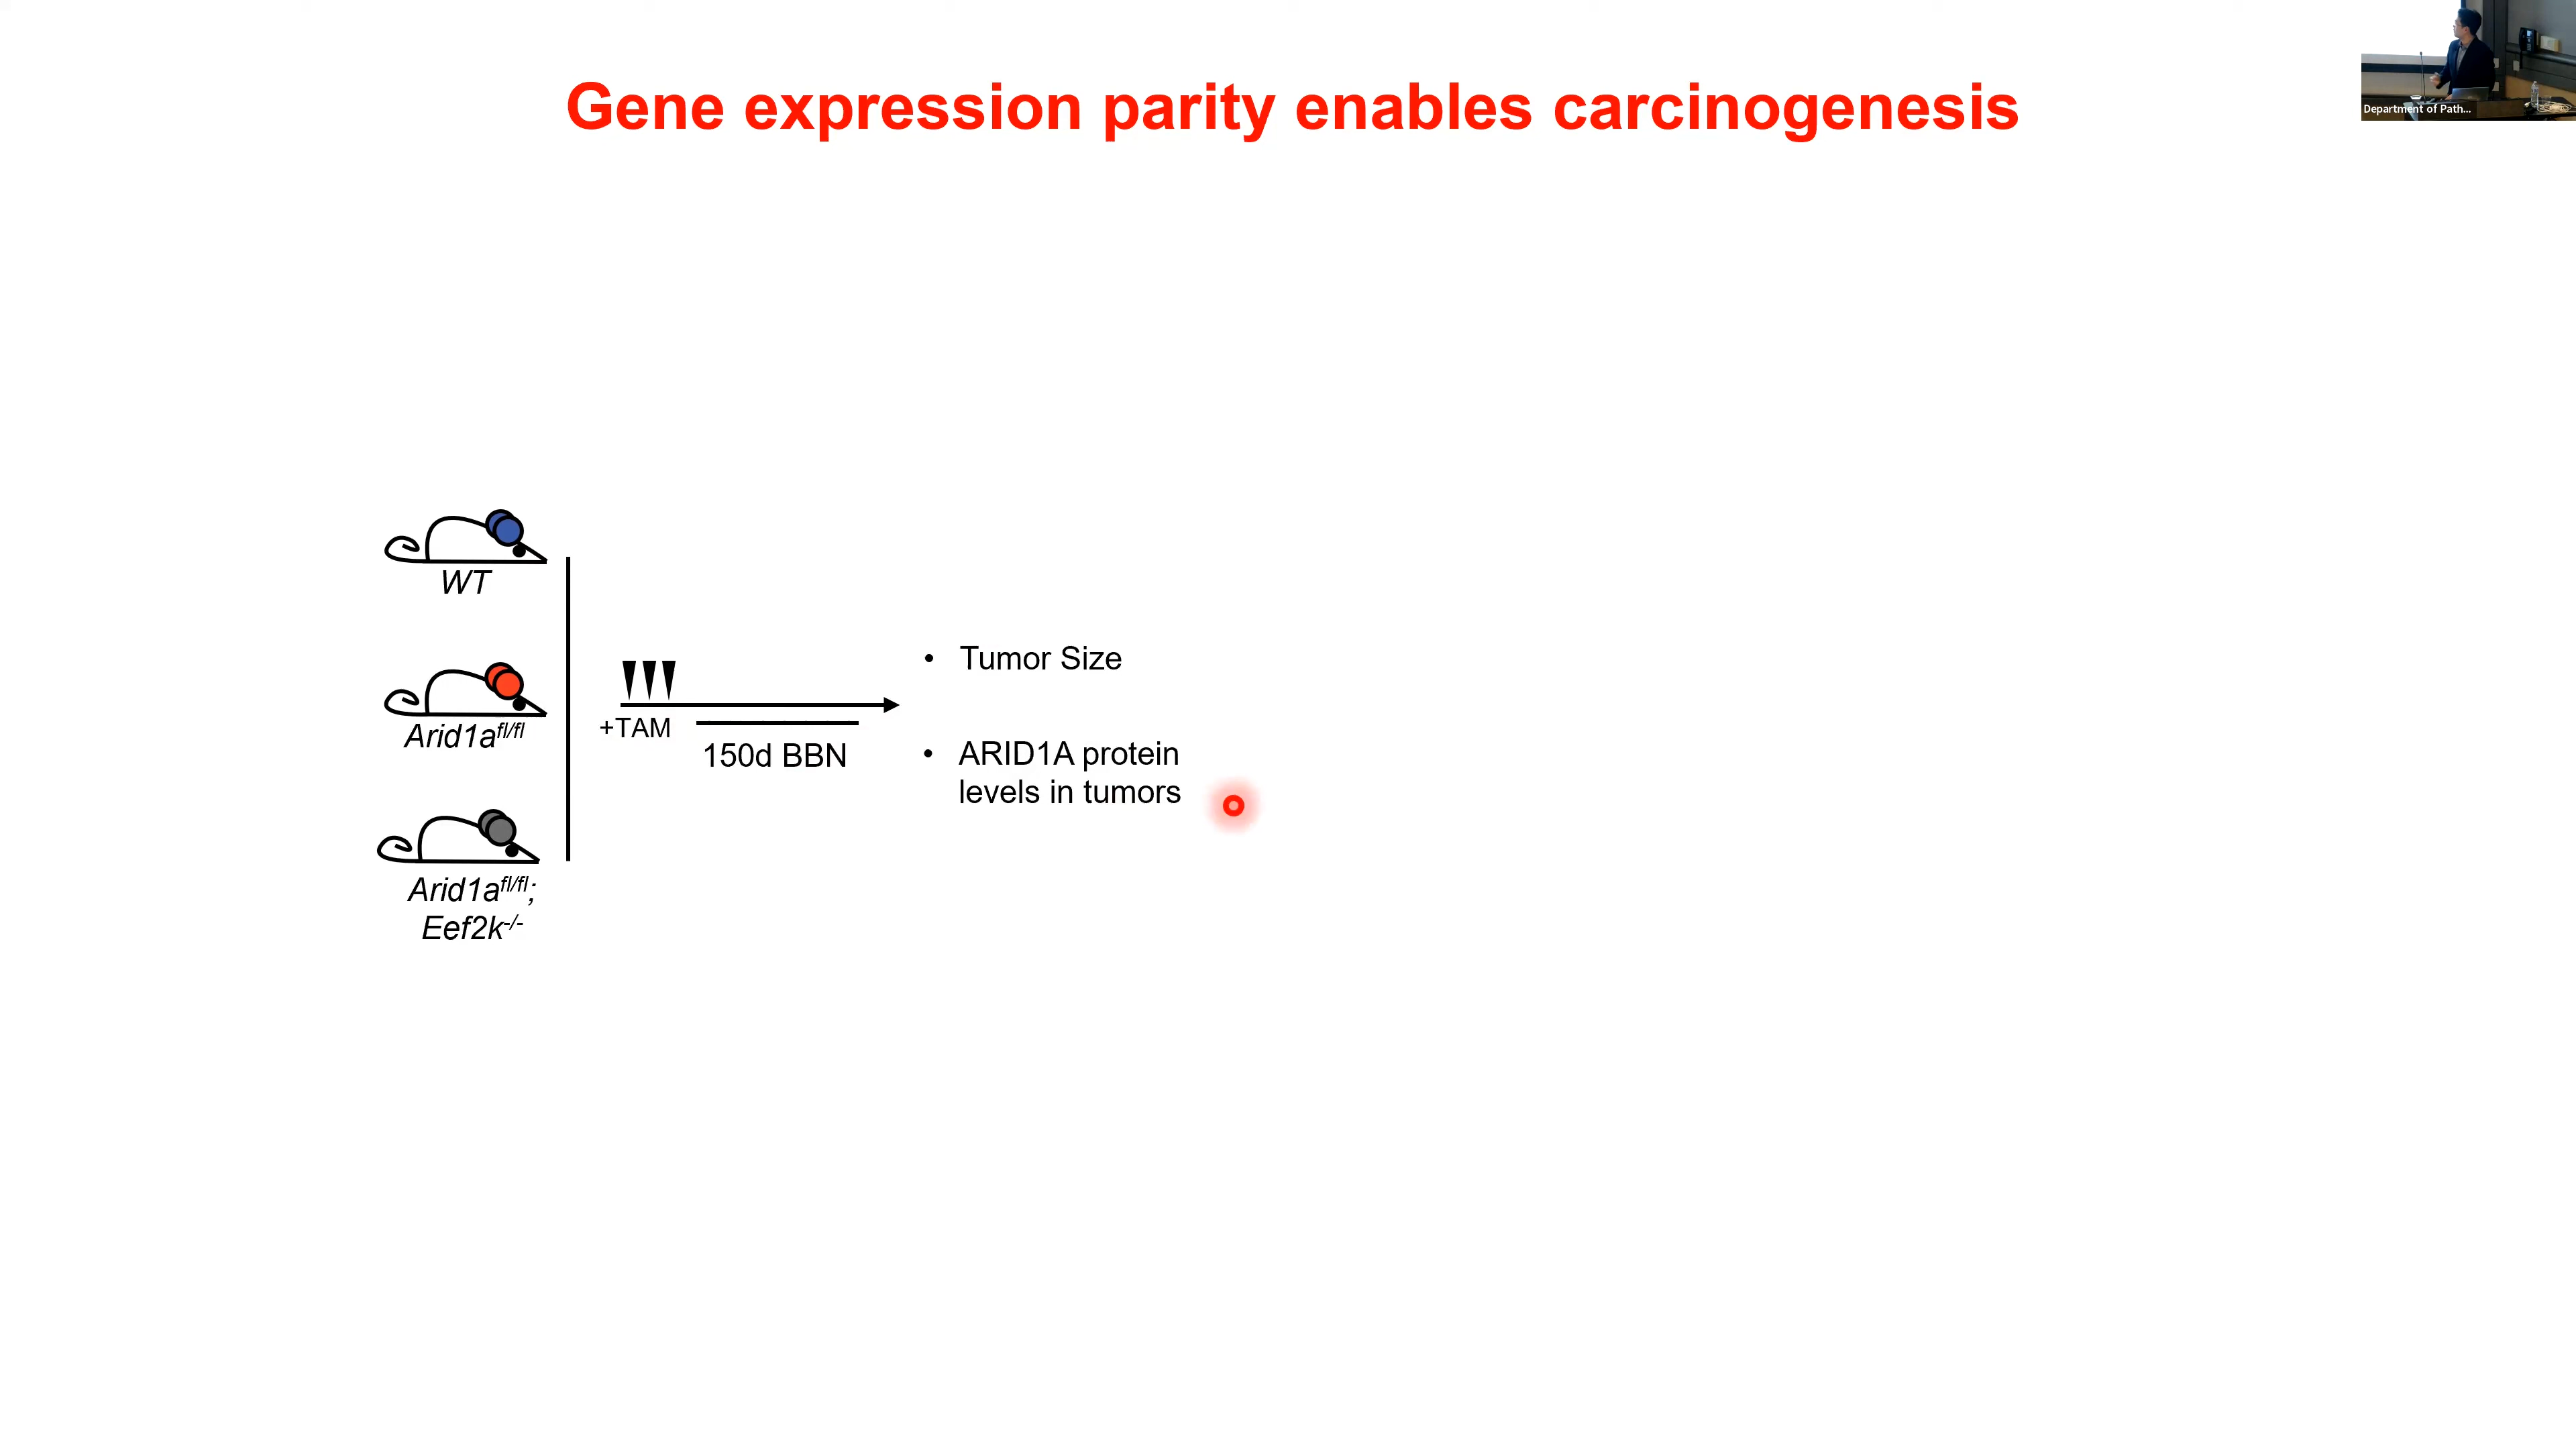 Gene expression parity enables carcinogenesis
Department of Path...
WT
Arid1afl/fl
Arid1afl/fl;
Eef2k-/-
+TAM
150d BBN
• Tumor Size
• ARID1A protein
levels in tumors